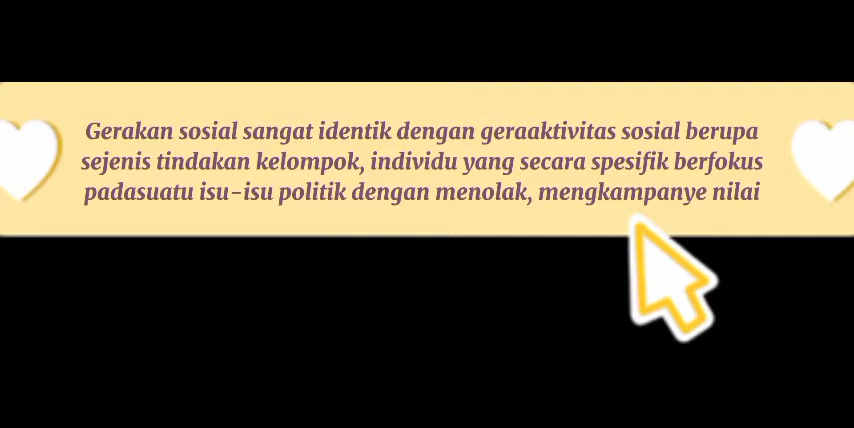 Gerakan sosial sangat identik dengan geraaktivitas sosial berupa
sejenis tindakan kelompok, individu yang secara spesifik berfokus
padasuatu isu-isu politik dengan menolak, mengkampanye nilai